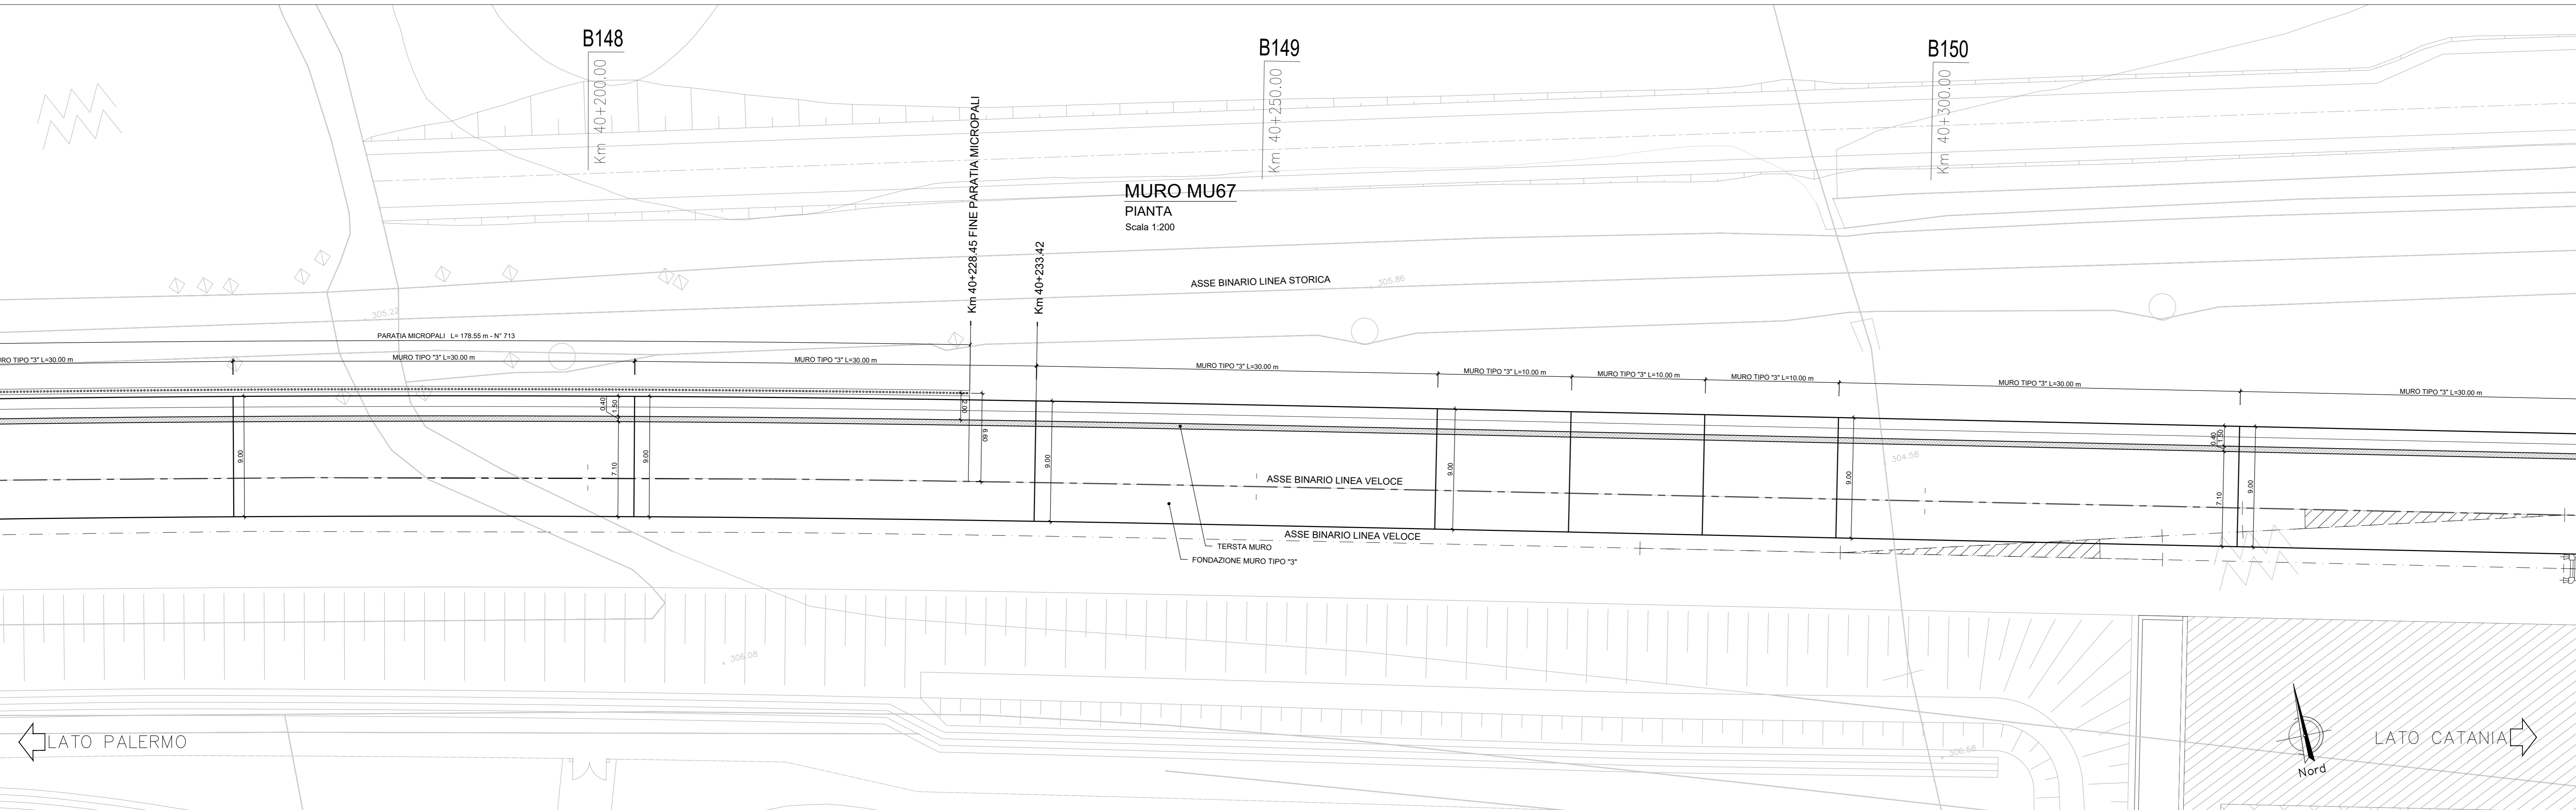 B148
Km 40+200.00
B149
Km 40+250.00
B150
Km 40+300.00
Km 40+228.45 FINE PARATIA MICROPALI
Km 40+233.42
MURO MU67
PIANTA
Scala 1:200
ASSE BINARIO LINEA STORICA
305.86
305.22
PARATIA MICROPALI L= 178.55 m - N° 713
TIPO "3" L=30.00 m
MURO TIPO "3" L=30.00 m
MURO TIPO "3" L=30.00 m
MURO TIPO "3" L=30.00 m
MURO TIPO "3" L=10.00 m
MURO TIPO "3" L=10.00 m
MURO TIPO "3" L=10.00 m
MURO TIPO "3" L=30.00 m
MURO TIPO "3" L=30.00 m
9.00
0.40
1.50
7.10
9.00
2.00
6.60
9.00
9.00
9.00
304.58
0.40
1.50
7.10
9.00
ASSE BINARIO LINEA VELOCE
ASSE BINARIO LINEA VELOCE
TERSTA MURO
FONDAZIONE MURO TIPO "3"
306.08
306.58
LATO PALERMO
Nord
LATO CATANIA